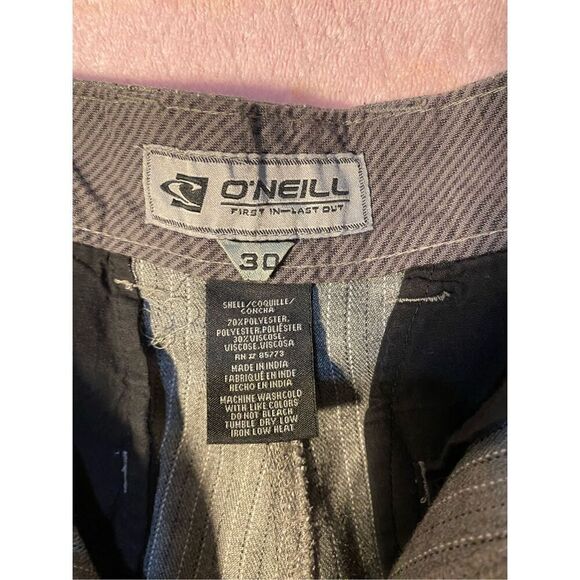 O'NEILL
FIRST IN—LAST OUT
30
SHELL/COQUILLE/
CONCHA
70%POLYESTER,
POLYESTER,POLIÉSTER
30%VISCOSE,
VISCOSE,VISCOSA
RN # 85773
MADE IN INDIA
FABRIQUÉ EN INDE
HECHO EN INDIA
MACHINE WASH COLD
WITH LIKE COLORS
DO NOT BLEACH
TUMBLE DRY LOW
IRON LOW HEAT